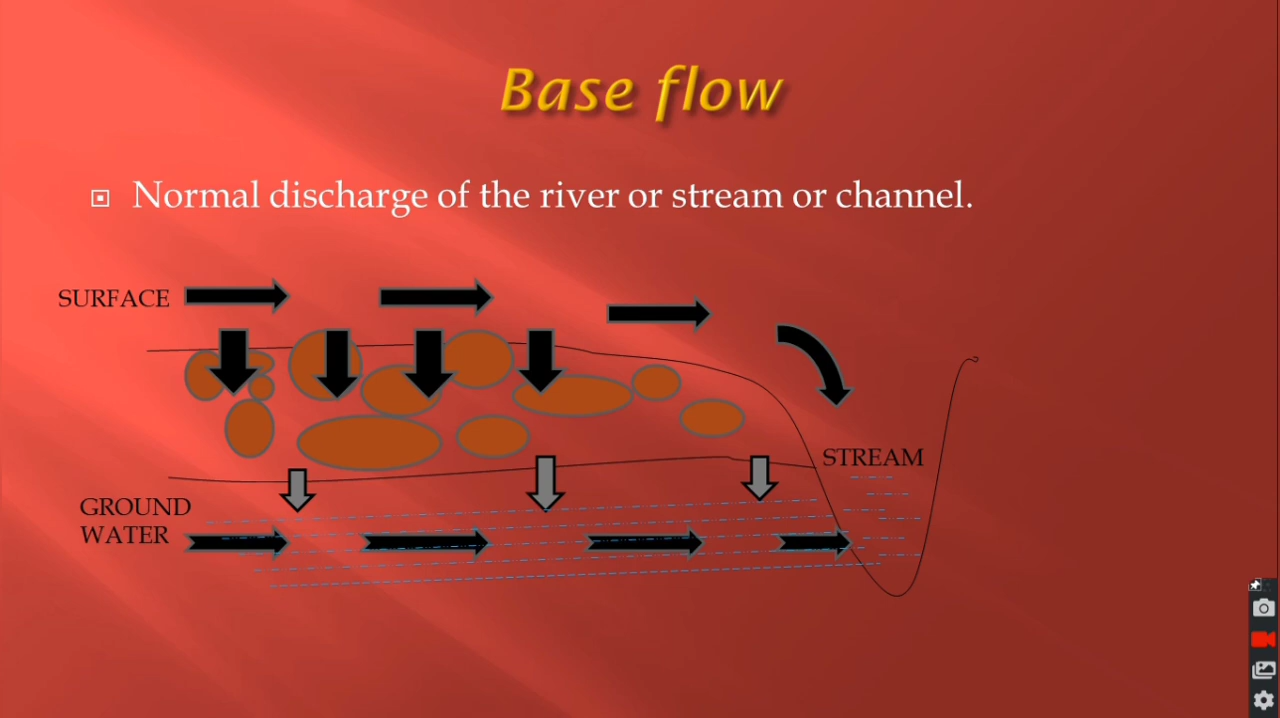 Base flow
Normal discharge of the river or stream or channel.
SURFACE
STREAM
GROUND
WATER